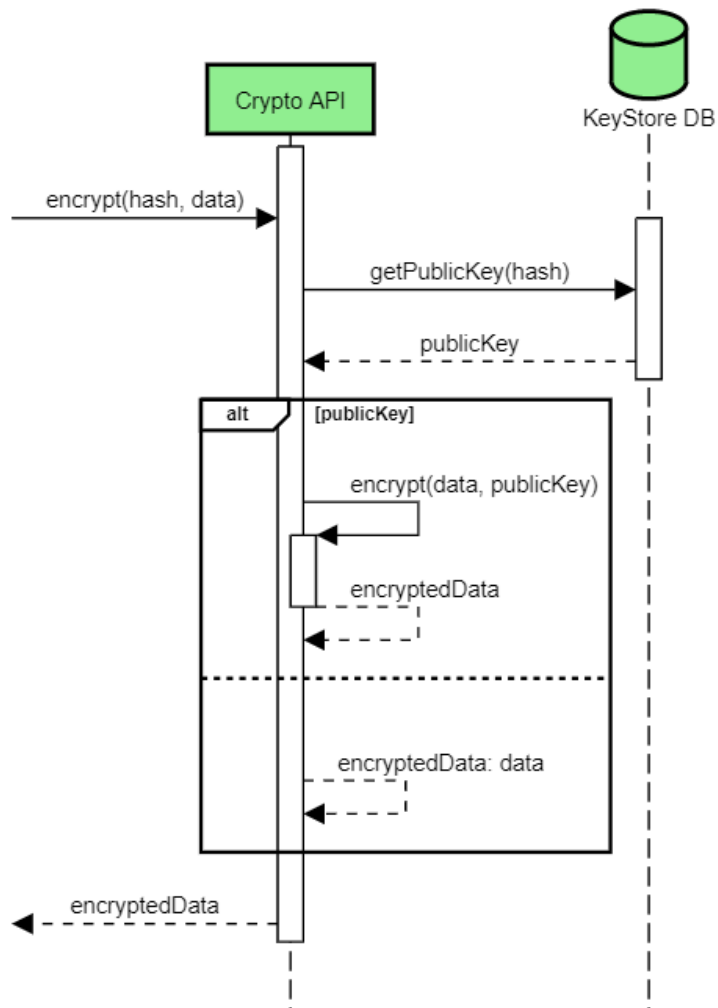 Crypto API
KeyStore DB
encrypt(hash, data)
getPublicKey(hash)
publicKey
alt
[publicKey]
encrypt(data, publicKey)
encryptedData
encryptedData: data
encryptedData